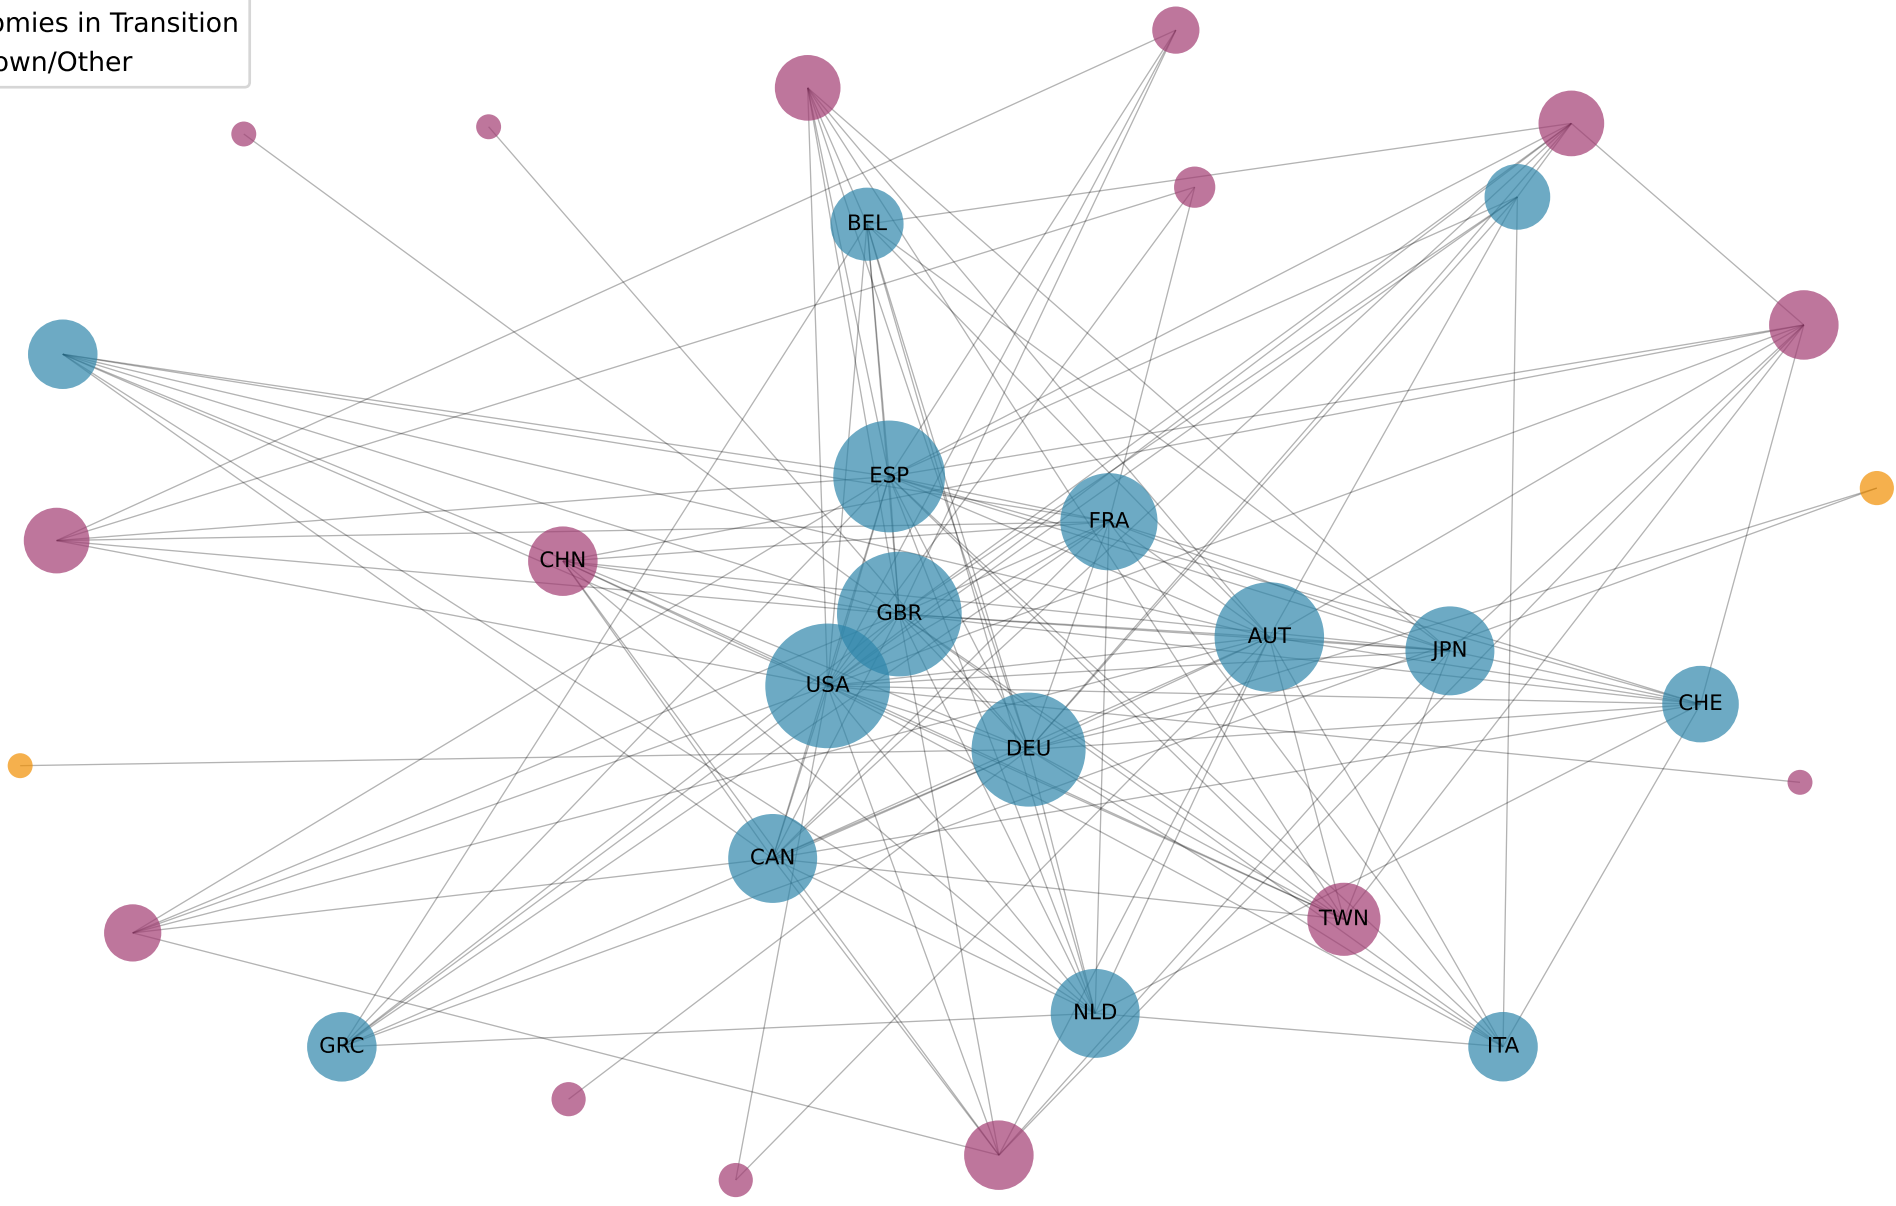 omies in Transition
own/Other
BEL
ESP
FRA
CHN
GBR
AUT
JPN
USA
CHE
DEU
CAN
TWN
NLD
GRC
ITA